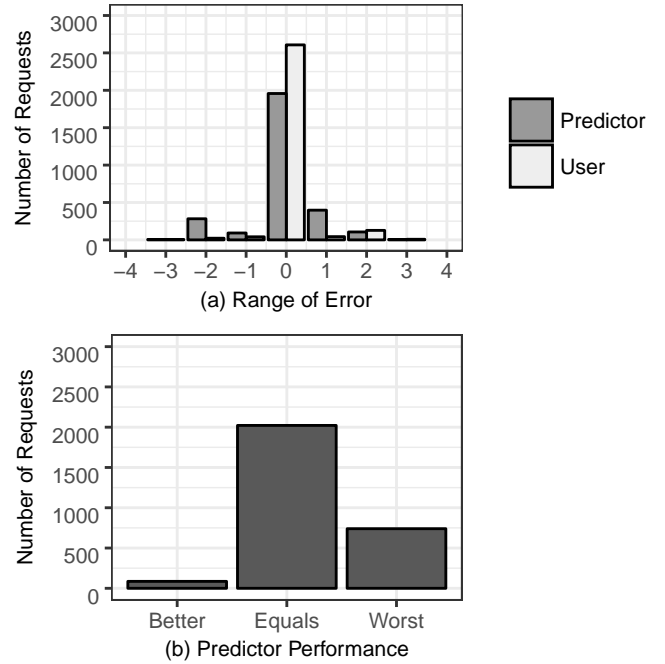 Number of Requests
3000
2500
2000
1500
1000
500
0
−4 −3 −2 −1 0 1 2 3 4
(a) Range of Error
Predictor
User
Number of Requests
3000
2500
2000
1500
1000
500
0
Better Equals Worst
(b) Predictor Performance